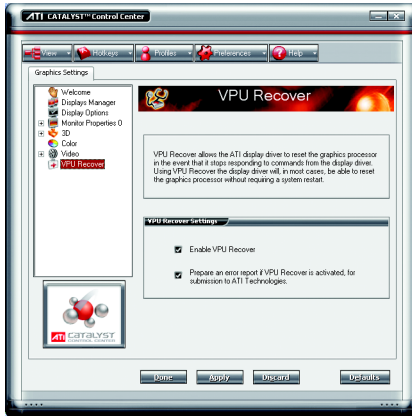 ATI CATALYST™ Control Center
View Hotkeys Profiles Preferences Help
Graphics Settings
Welcome
Displays Manager
Display Options
Monitor Properties 0
3D
Color
Video
VPU Recover
VPU Recover
VPU Recover allows the ATI display driver to reset the graphics processor
in the event that it stops responding to commands from the display driver.
Using VPU Recover the display driver will, in most cases, be able to reset
the graphics processor without requiring a system restart.
VPU Recover Settings
Enable VPU Recover
Prepare an error report if VPU Recover is activated, for
submission to ATI Technologies.
ATI CATALYST
CONTROL CENTER
Done Apply Discard Defaults